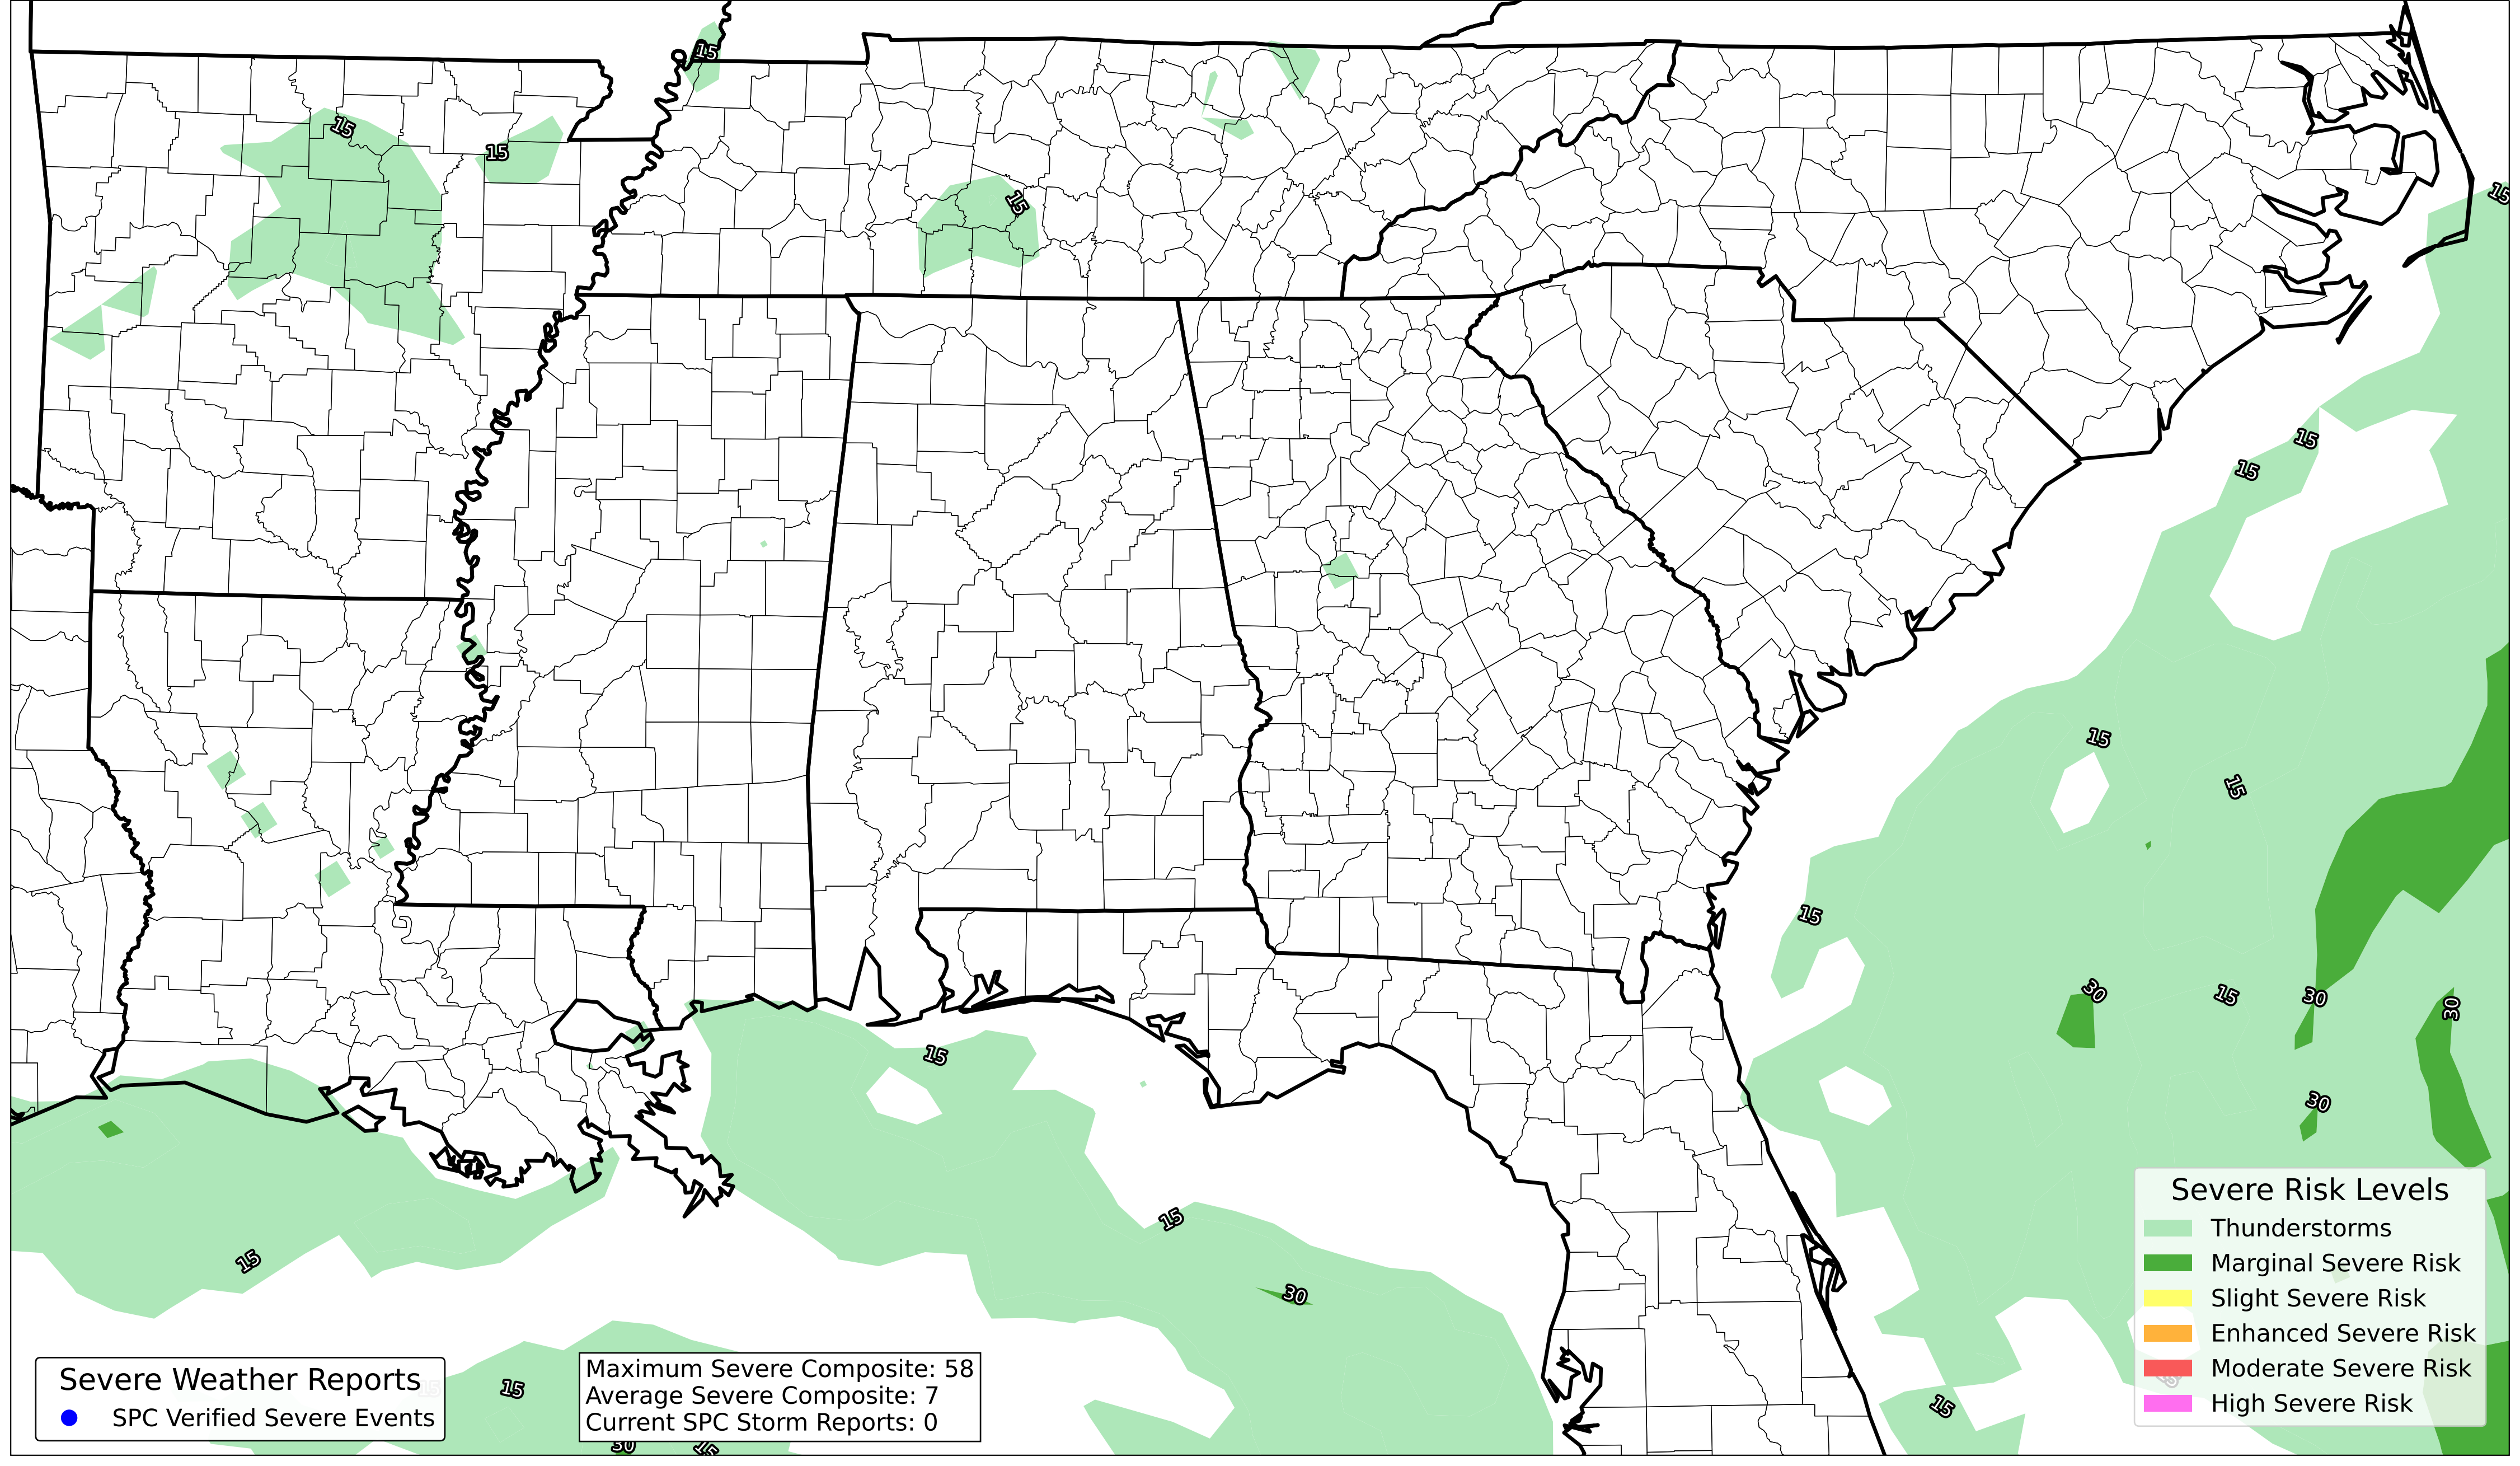 15
15
15
15
15
15
15
15
15
15
30
15
30
30
15
30
15
30
15
Severe Risk Levels
Thunderstorms
Marginal Severe Risk
Slight Severe Risk
Enhanced Severe Risk
Moderate Severe Risk
High Severe Risk
Severe Weather Reports
SPC Verified Severe Events
15
Maximum Severe Composite: 58
Average Severe Composite: 7
Current SPC Storm Reports: 0
15
30
15